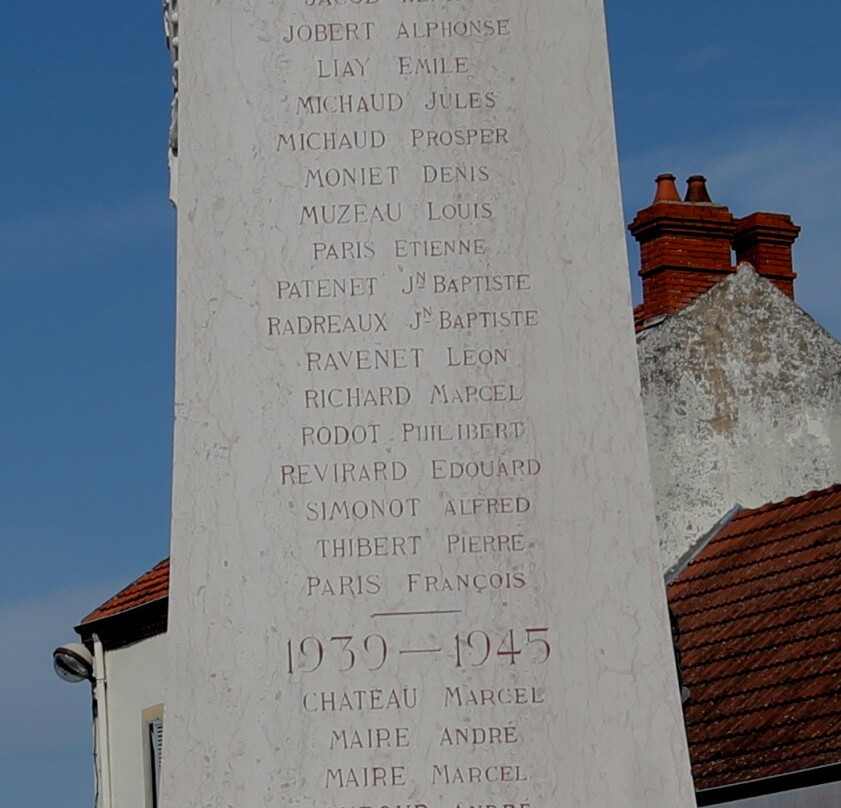 JOBERT ALPHONSE
LIAY EMILE
MICHAUD JULES
MICHAUD PROSPER
MONIET DENIS
MUZEAU LOUIS
PARIS ETIENNE
PATENET JN BAPTISTE
RADREAUX JN BAPTISTE
RAVENET LÉON
RICHARD MARCEL
RODOT PHILIBERT
REVIRARD EDOUARD
SIMONOT ALFRED
THIBERT PIERRE
PARIS FRANÇOIS
1939-1945
CHATEAU MARCEL
MAIRE ANDRÉ
MAIRE MARCEL
ANDRÉ